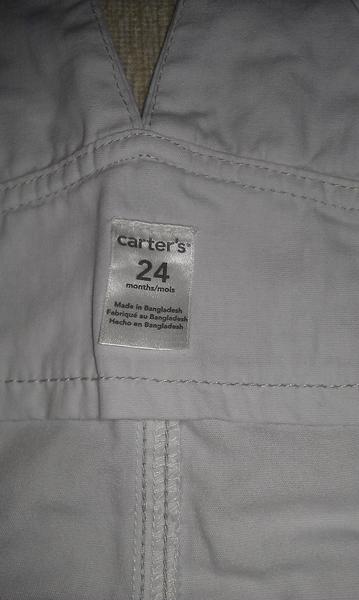 carter's®
24
months/mois
Made in Bangladesh
Fabriqué au Bangladesh
Hecho en Bangladesh